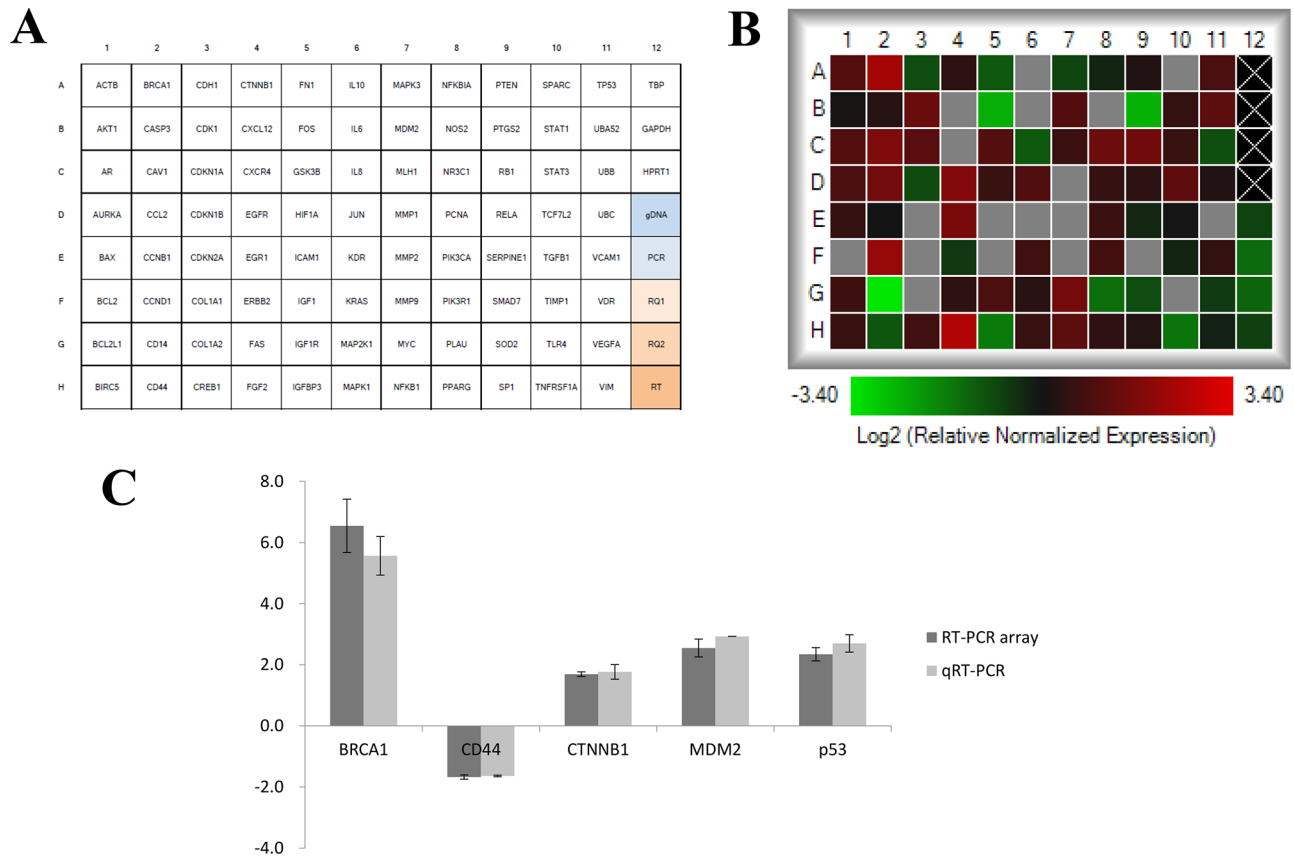 A
1 2 3 4 5 6 7 8 9 10 11 12
A ACTB BRCA1 CDH1 CTNNB1 FN1 IL10 MAPK3 NFKBIA PTEN SPARC TP53 TBP
B AKT1 CASP3 CDK1 CXCL12 FOS IL6 MDM2 NOS2 PTGS2 STAT1 UBA52 GAPDH
C AR CAV1 CDKN1A CXCR4 GSK3B IL8 MLH1 NR3C1 RB1 STAT3 UBB HPRT1
D AURKA CCL2 CDKN1B EGFR HIF1A JUN MMP1 PCNA RELA TCF7L2 UBC gDNA
E BAX CCNB1 CDKN2A EGR1 ICAM1 KDR MMP2 PIK3CA SERPINE1 TGFB1 VCAM1 PCR
F BCL2 CCND1 COL1A1 ERBB2 IGF1 KRAS MMP9 PIK3R1 SMAD7 TIMP1 VDR RQ1
G BCL2L1 CD14 COL1A2 FAS IGF1R MAP2K1 MYC PLAU SOD2 TLR4 VEGFA RQ2
H BIRC5 CD44 CREB1 FGF2 IGFBP3 MAPK1 NFKB1 PPARG SP1 TNFRSF1A VIM RT
B
1 2 3 4 5 6 7 8 9 10 11 12
A
B
C
D
E
F
G
H
-3.40 3.40
Log2 (Relative Normalized Expression)
C
8.0
6.0
4.0
2.0
0.0
-2.0
-4.0
BRCA1 CD44 CTNNB1 MDM2 p53
RT-PCR array
qRT-PCR